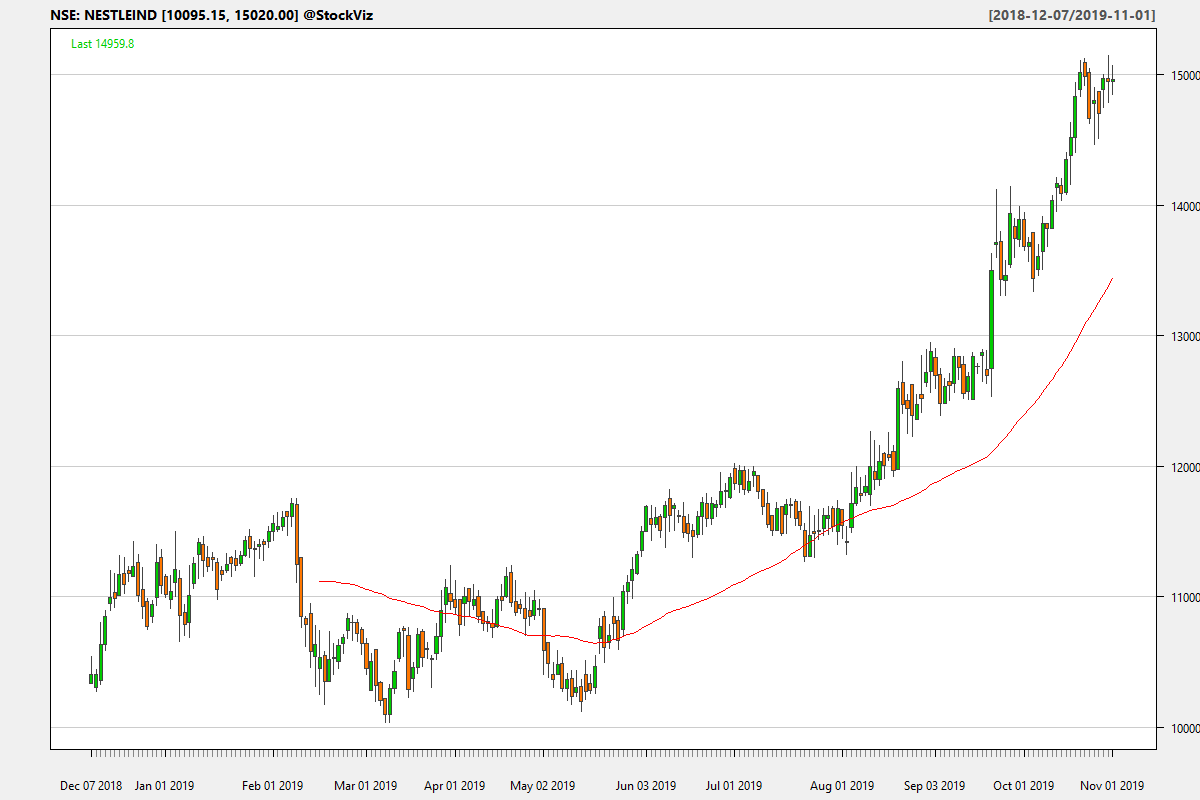 NSE: NESTLEIND [10095.15, 15020.00] @StockViz
[2018-12-07/2019-11-01]
Last 14959.8
15000
14000
13000
12000
11000
10000
Dec 07 2018 Jan 01 2019 Feb 01 2019 Mar 01 2019 Apr 01 2019 May 02 2019 Jun 03 2019 Jul 01 2019 Aug 01 2019 Sep 03 2019 Oct 01 2019 Nov 01 2019